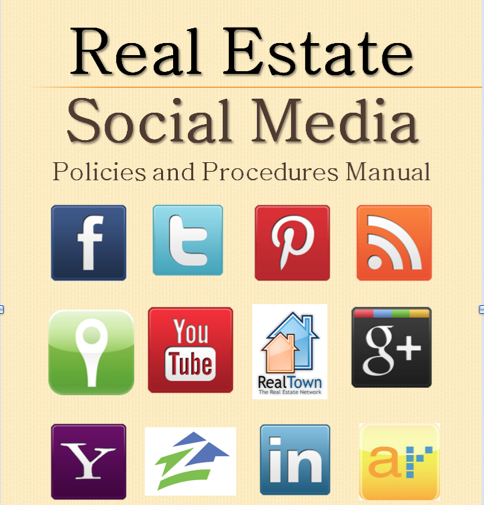 Real Estate
Social Media
Policies and Procedures Manual
f
t
P
You
Tube
RealTown
The Real Estate Network
g+
Y
Z
in
ar